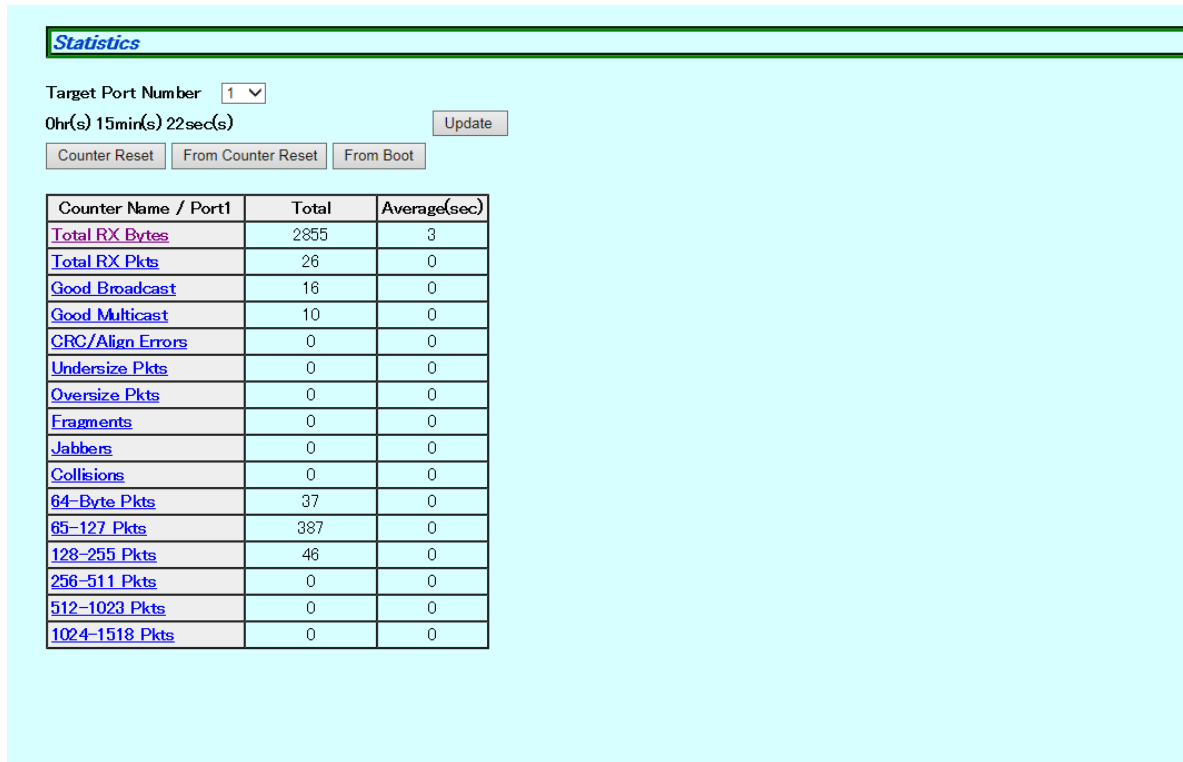 Statistics
Target Port Number 1
0hr(s) 15min(s) 22sec(s) Update
Counter Reset From Counter Reset From Boot
Counter Name / Port1 Total Average(sec)
Total RX Bytes 2855 3
Total RX Pkts 26 0
Good Broadcast 16 0
Good Multicast 10 0
CRC/Align Errors 0 0
Undersize Pkts 0 0
Oversize Pkts 0 0
Fragments 0 0
Jabbers 0 0
Collisions 0 0
64-Byte Pkts 37 0
65-127 Pkts 387 0
128-255 Pkts 46 0
256-511 Pkts 0 0
512-1023 Pkts 0 0
1024-1518 Pkts 0 0